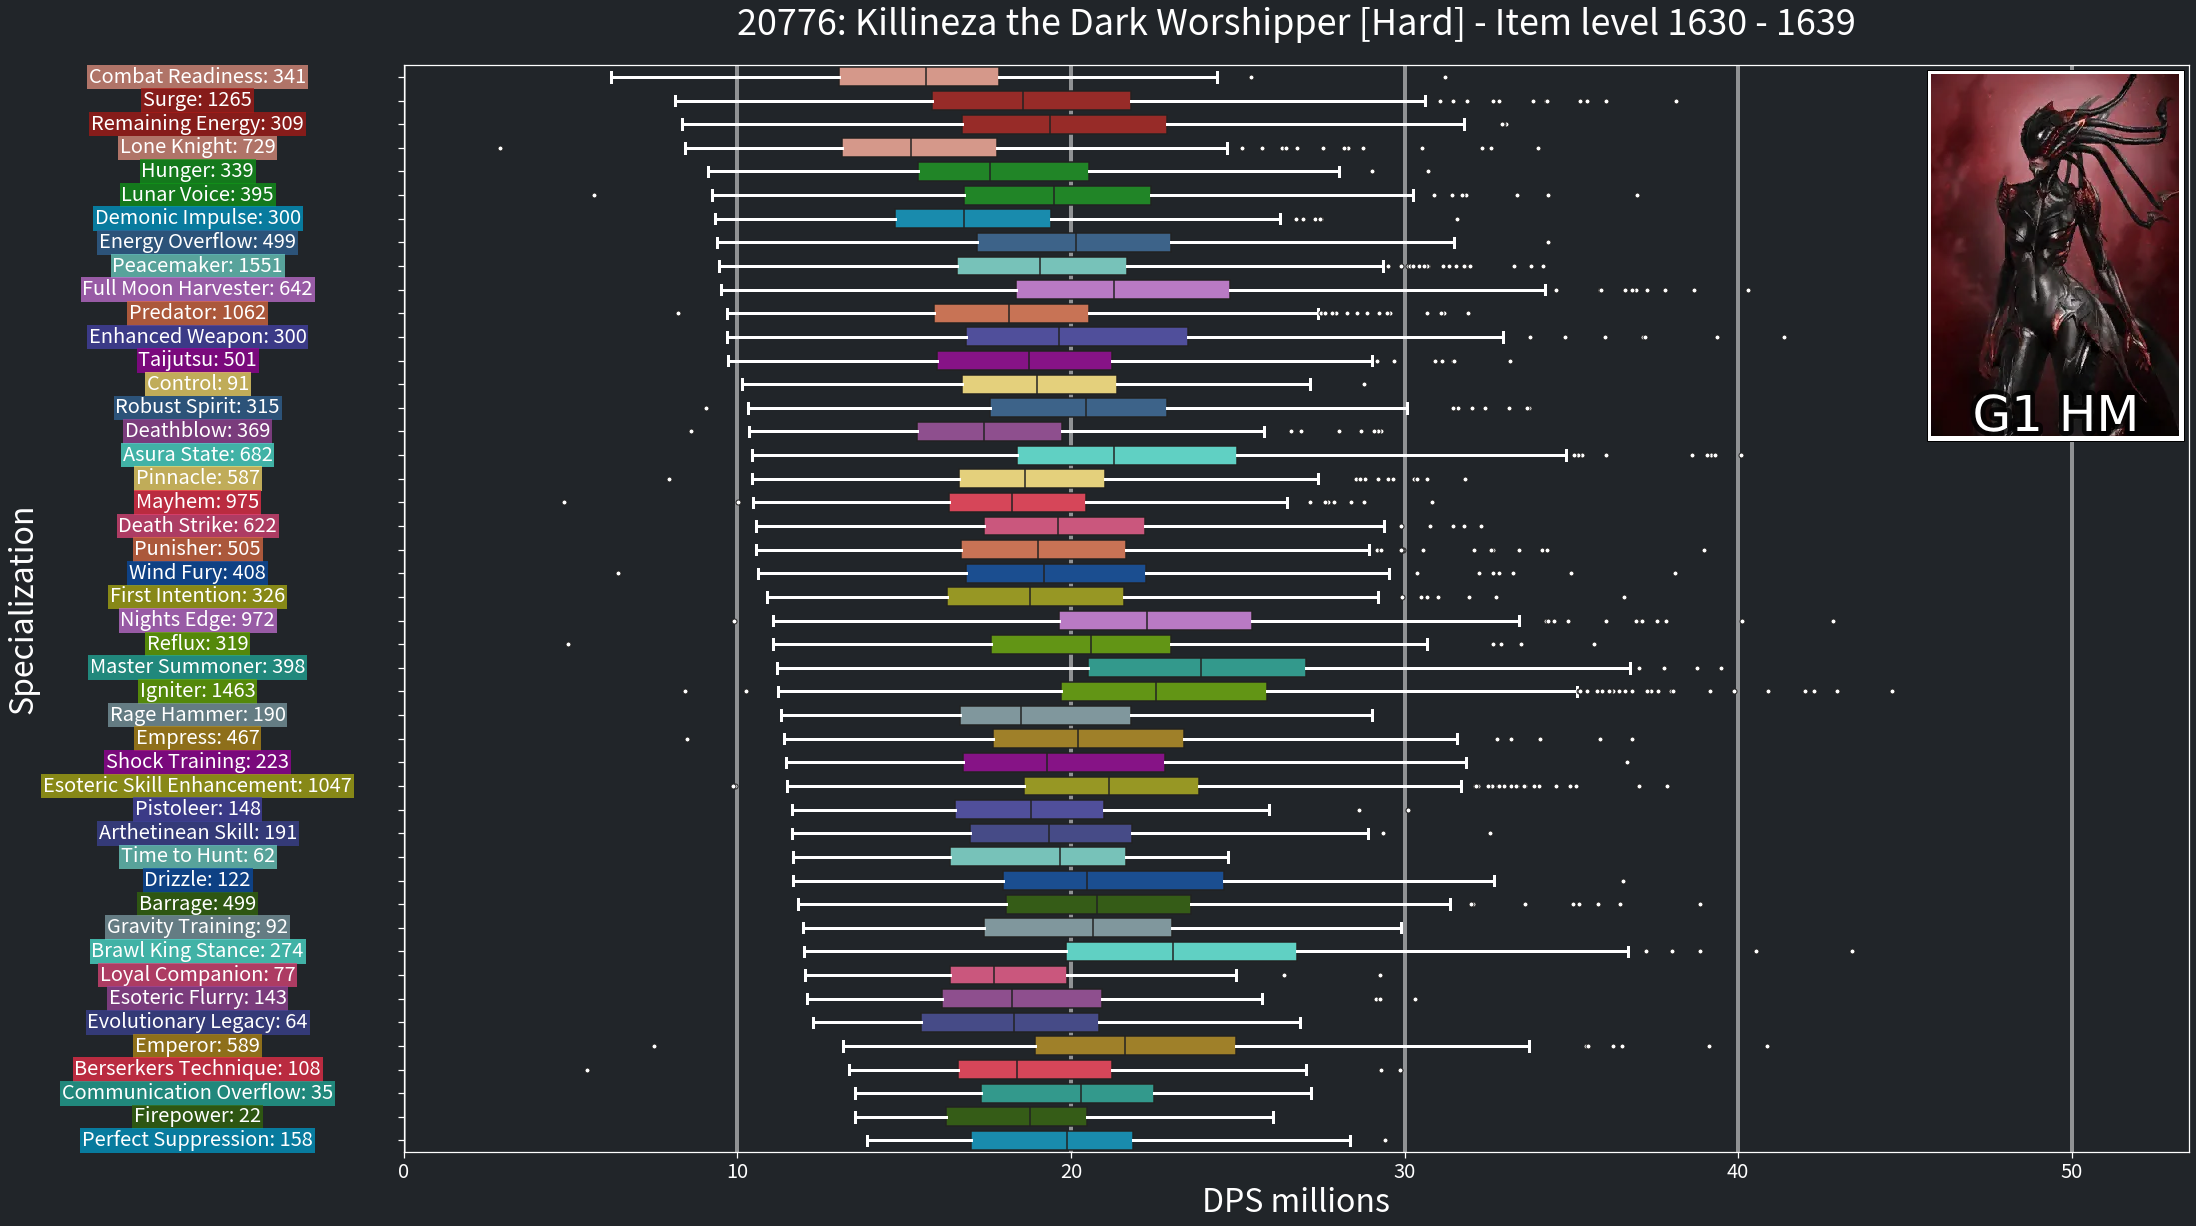 20776: Killineza the Dark Worshipper [Hard] - Item level 1630 - 1639
Combat Readiness: 341
Surge: 1265
Remaining Energy: 309
Lone Knight: 729
Hunger: 339
Lunar Voice: 395
Demonic Impulse: 300
Energy Overflow: 499
Peacemaker: 1551
Full Moon Harvester: 642
Predator: 1062
Enhanced Weapon: 300
Taijutsu: 501
Control: 91
Robust Spirit: 315
Deathblow: 369
Asura State: 682
Pinnacle: 587
Mayhem: 975
Death Strike: 622
Punisher: 505
Wind Fury: 408
First Intention: 326
Nights Edge: 972
Reflux: 319
Master Summoner: 398
Igniter: 1463
Rage Hammer: 190
Empress: 467
Shock Training: 223
Esoteric Skill Enhancement: 1047
Pistoleer: 148
Arthetinean Skill: 191
Time to Hunt: 62
Drizzle: 122
Barrage: 499
Gravity Training: 92
Brawl King Stance: 274
Loyal Companion: 77
Esoteric Flurry: 143
Evolutionary Legacy: 64
Emperor: 589
Berserkers Technique: 108
Communication Overflow: 35
Firepower: 22
Perfect Suppression: 158
Specialization
G1 HM
0 10 20 30 40 50
DPS millions